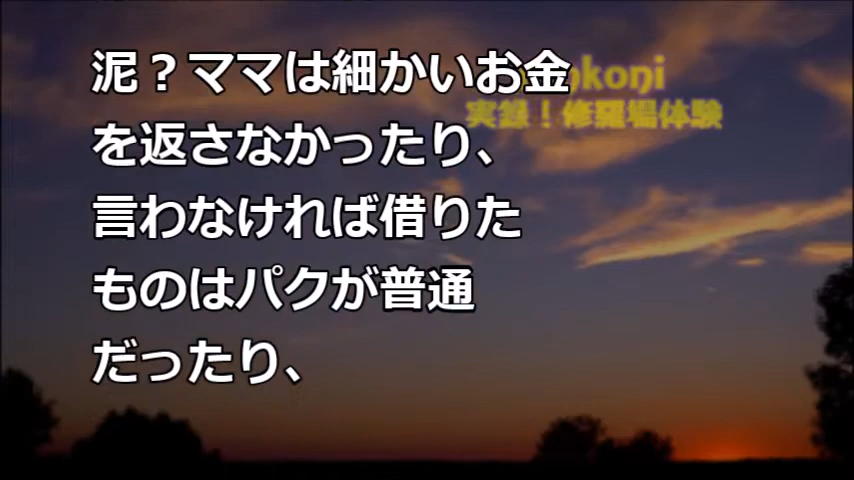 泥？ママは細かいお金
を返さなかったり、
言わなければ借りた
ものはパクが普通
だったり、
実録！修羅場体験